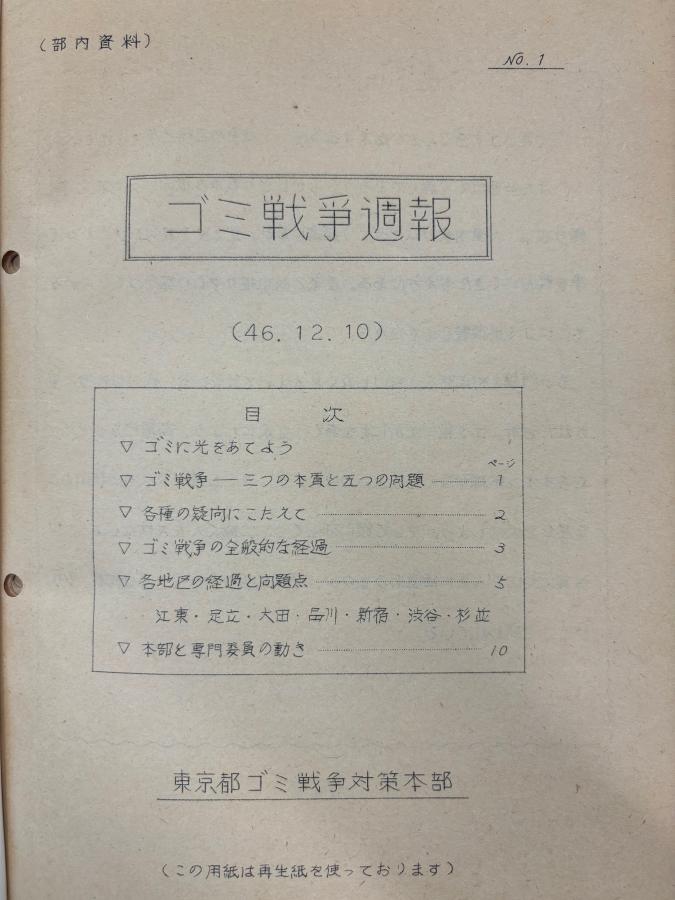 (部内資料)
NO. 1
ゴミ戦爭週報
(46. 12. 10)
目 次
▽ ゴミに光をあてよう
ページ
▽ ゴミ戦争 ── 三つの本質と五つの問題 1
▽ 各種の疑问にこたえて 2
▽ ゴミ戦争の全般的な経過 3
▽ 各地区の経過と问題点 5
江東・足立・大田・品川・新宿・渋谷・杉並
▽ 本部と専門委員の動き 10
東京都ゴミ戦争対策本部
(この用紙は再生紙を使っております)